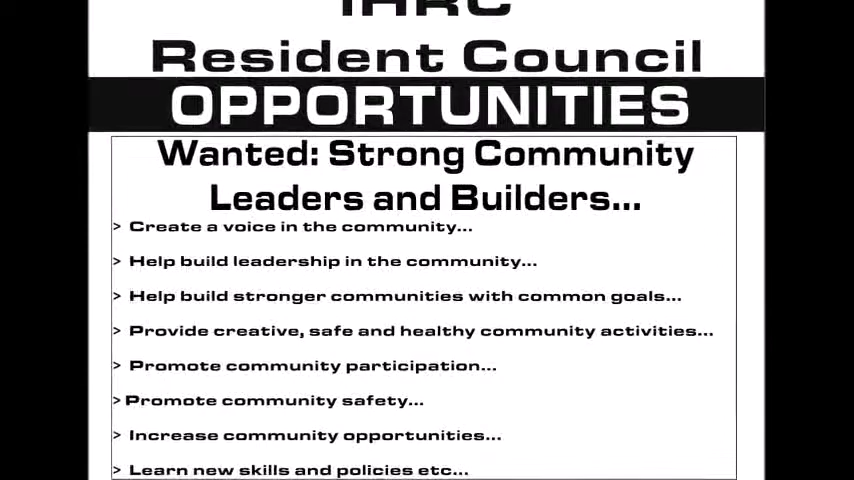 IHRC
Resident Council
OPPORTUNITIES
Wanted: Strong Community
Leaders and Builders...
> Create a voice in the community...
> Help build leadership in the community...
> Help build stronger communities with common goals...
> Provide creative, safe and healthy community activities...
> Promote community participation...
>Promote community safety...
> Increase community opportunities...
> Learn new skills and policies etc...